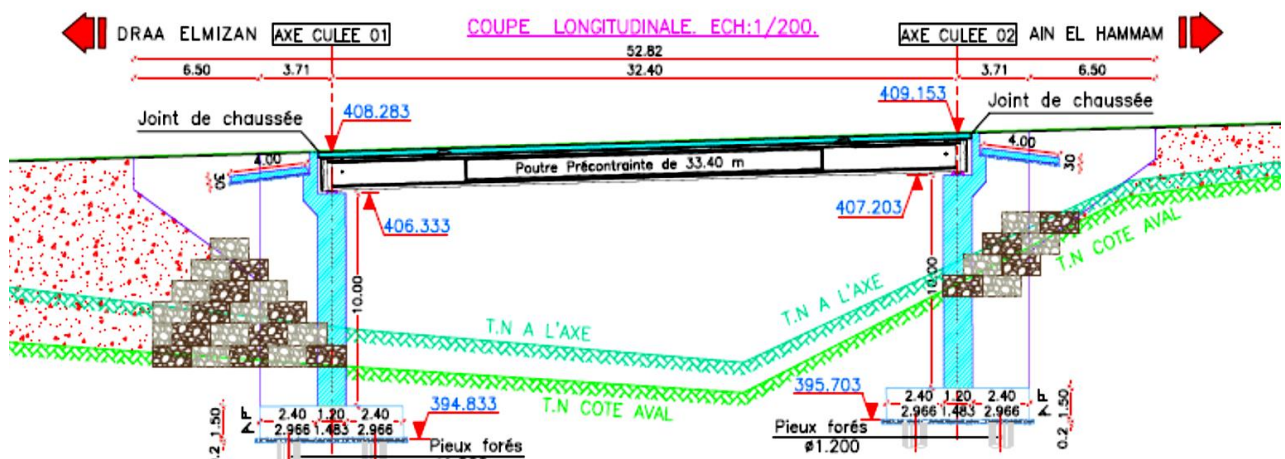 DRAA ELMIZAN AXE CULEE 01 COUPE LONGITUDINALE. ECH:1/200. AXE CULEE 02 AIN EL HAMMAM
52.82
6.50 3.71 32.40 3.71 6.50
408.283 409.153
Joint de chaussée Joint de chaussée
4.00 Poutre Précontrainte de 33.40 m 4.00
30 30
406.333 407.203
10.00 10.00
T.N COTE AVAL
T.N A L'AXE T.N A L'AXE
T.N COTE AVAL
394.833 395.703
2.40 1.20 2.40 2.40 1.20 2.40
2.966 1.483 2.966 2.966 1.483 2.966
0.2 1.50 0.2 1.50
Pieux forés Pieux forés
ø1.200